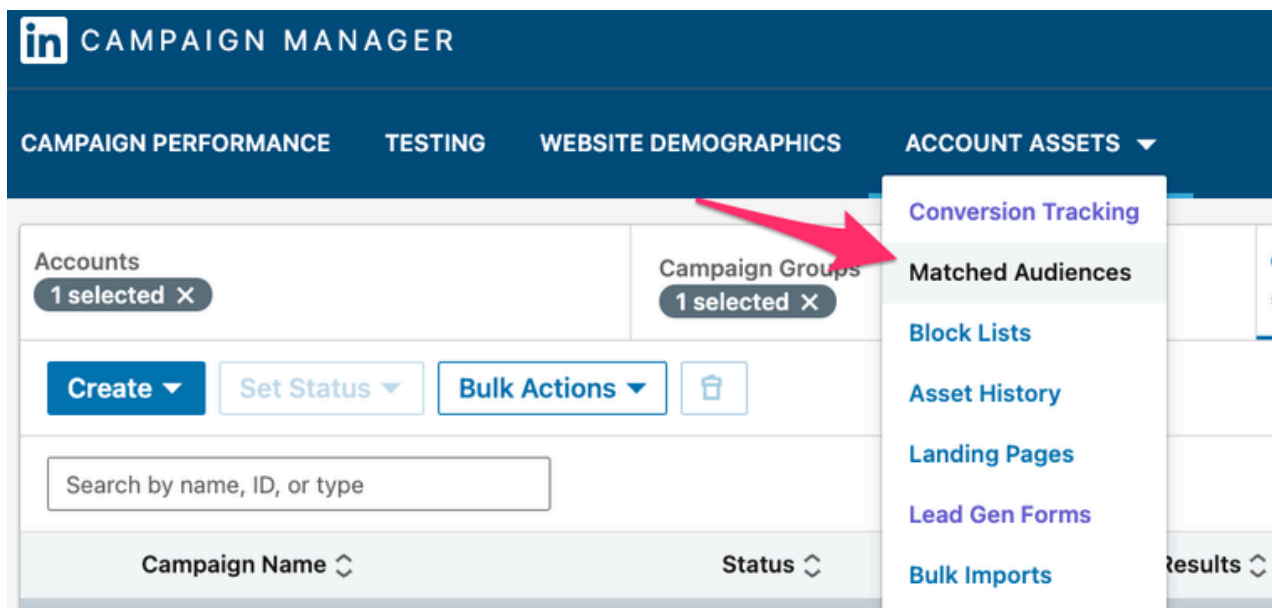 in CAMPAIGN MANAGER
CAMPAIGN PERFORMANCE TESTING WEBSITE DEMOGRAPHICS ACCOUNT ASSETS
Conversion Tracking
Matched Audiences
Block Lists
Asset History
Landing Pages
Lead Gen Forms
Bulk Imports
Accounts
1 selected ×
Campaign Groups
1 selected ×
Create Set Status Bulk Actions
Search by name, ID, or type
Campaign Name Status Results